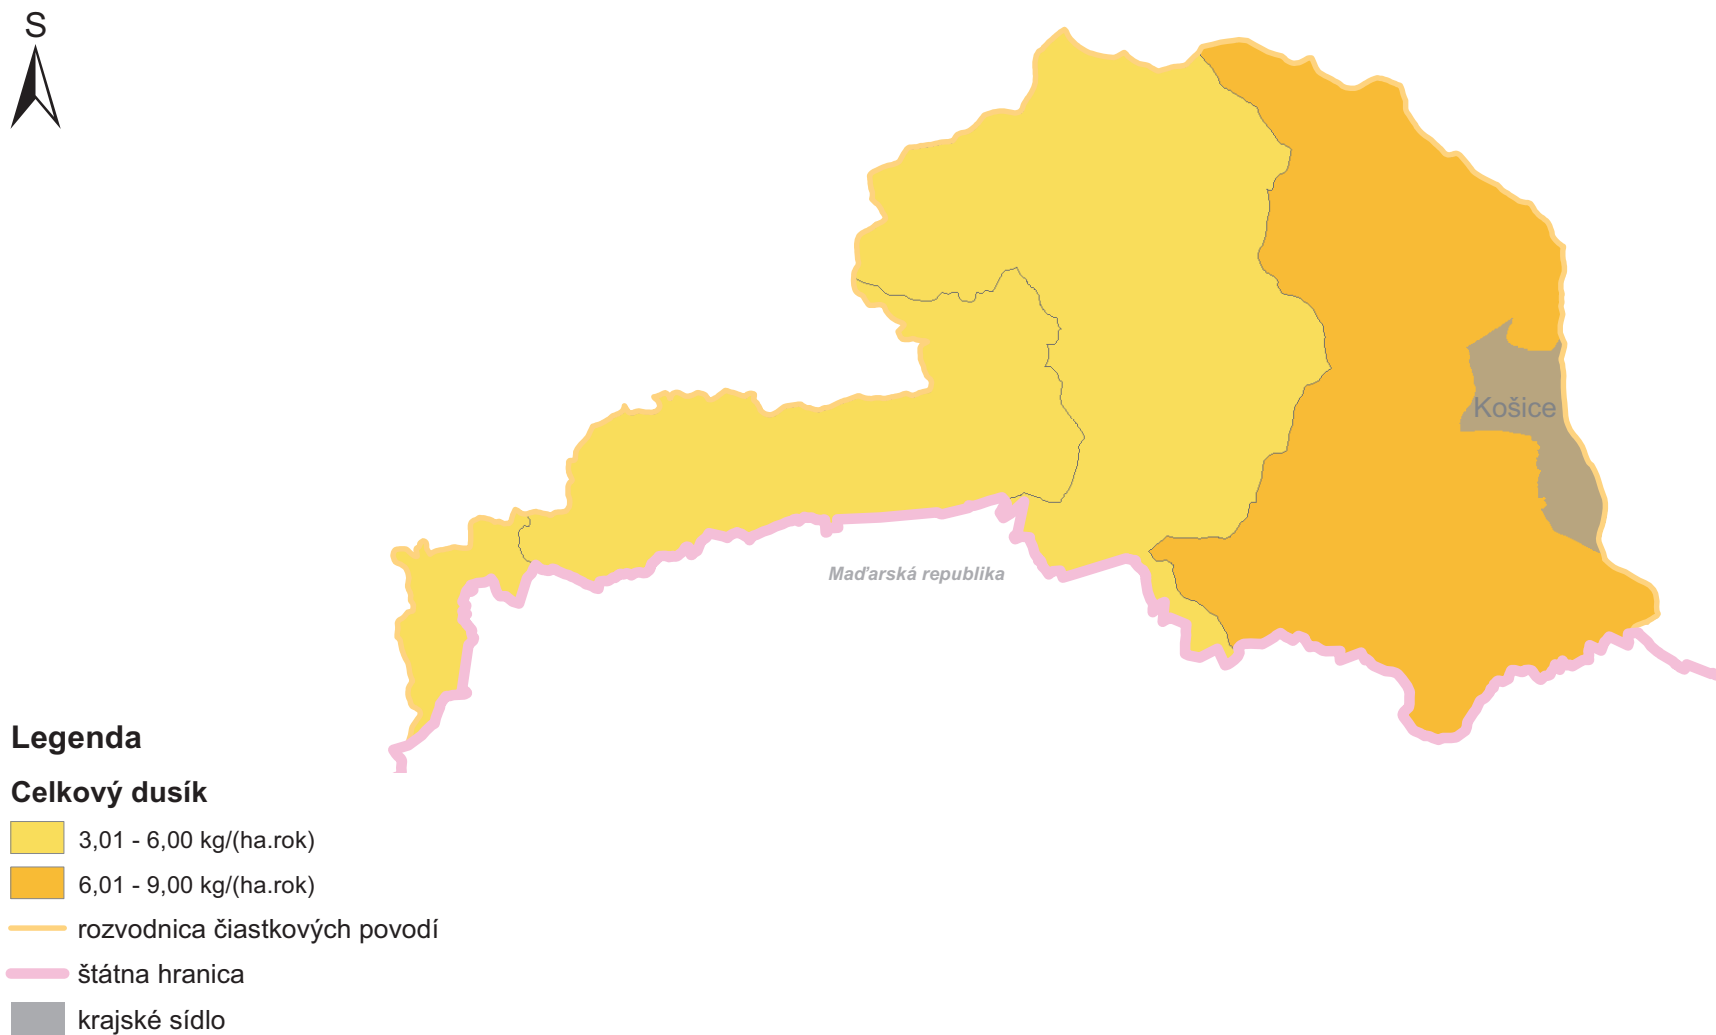 S
Košice
Maďarská republika
Legenda
Celkový dusík
3,01 - 6,00 kg/(ha.rok)
6,01 - 9,00 kg/(ha.rok)
rozvodnica čiastkových povodí
štátna hranica
krajské sídlo